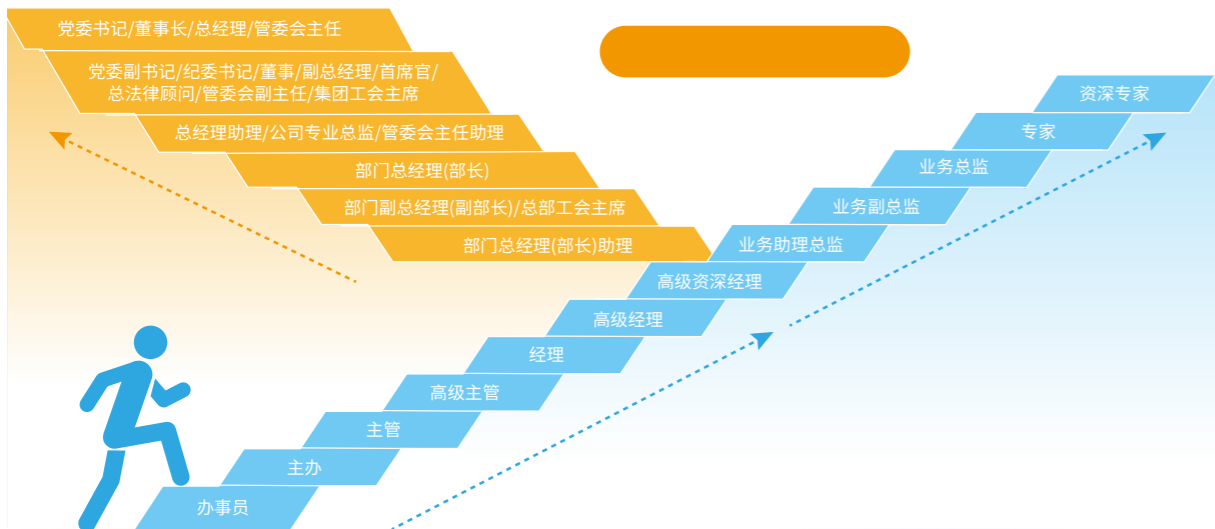 党委书记/董事长/总经理/管委会主任
党委副书记/纪委书记/董事/副总经理/首席官/
总法律顾问/管委会副主任/集团工会主席
总经理助理/公司专业总监/管委会主任助理
部门总经理(部长)
部门副总经理(副部长)/总部工会主席
部门总经理(部长)助理
资深专家
专家
业务总监
业务副总监
业务助理总监
高级资深经理
高级经理
经理
高级主管
主管
主办
办事员